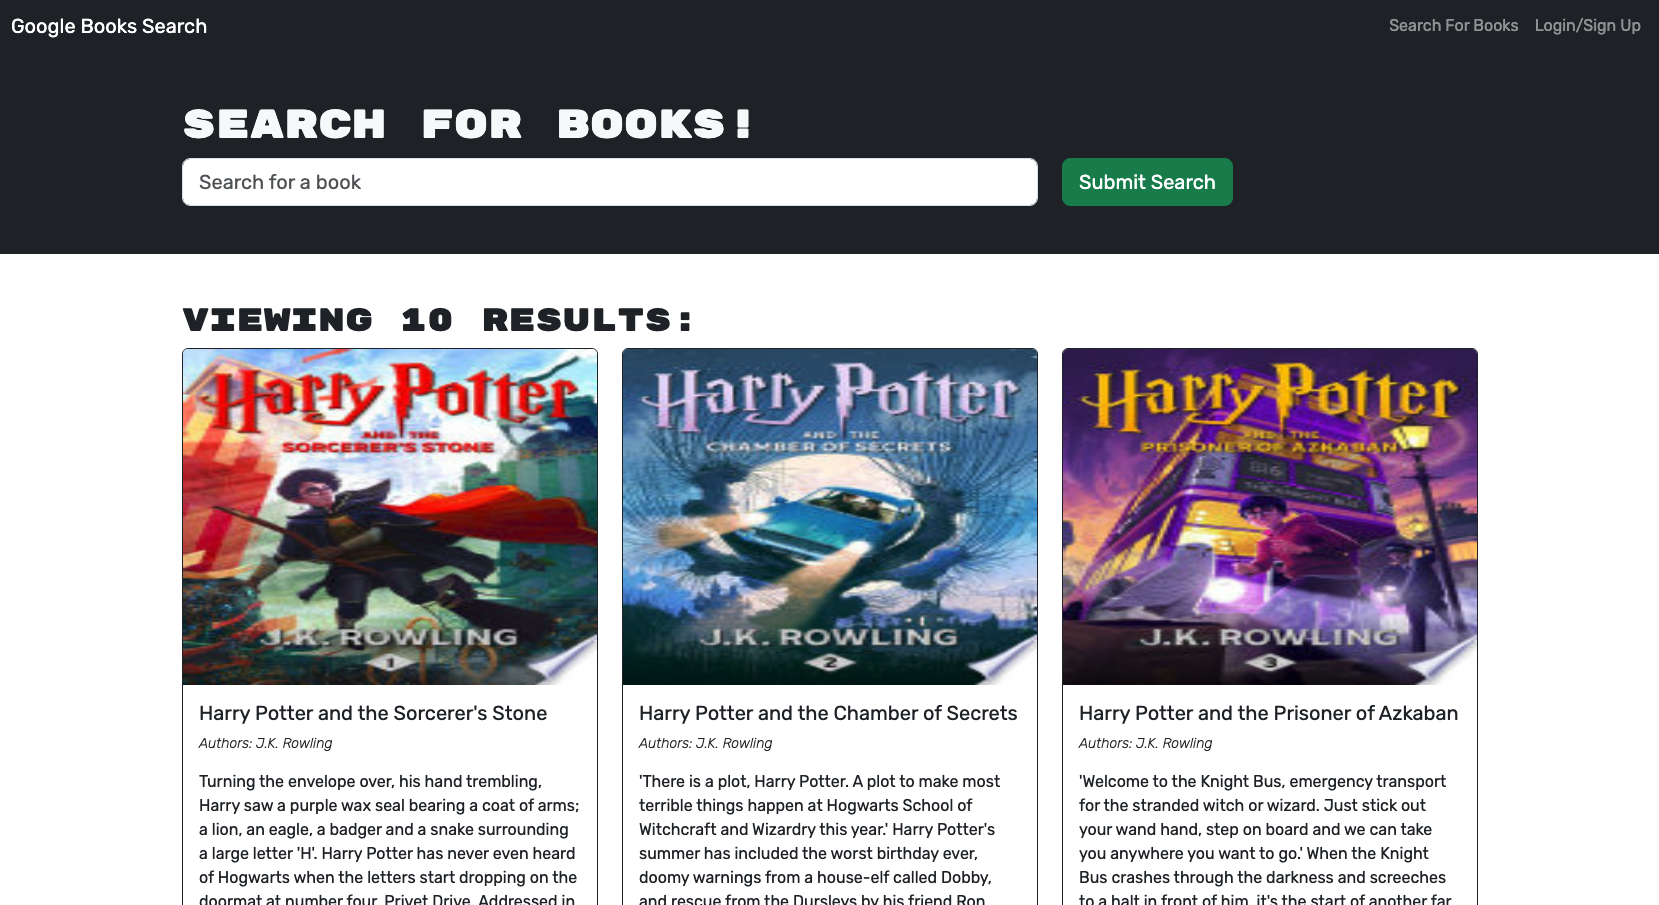 Google Books Search
Search For Books
Login/Sign Up
SEARCH FOR BOOKS!
Search for a book
Submit Search
VIEWING 10 RESULTS:
Harry Potter
AND THE
SORCERER'S STONE
J.K. ROWLING
1
Harry Potter and the Sorcerer's Stone
Authors: J.K. Rowling
Turning the envelope over, his hand trembling,
Harry saw a purple wax seal bearing a coat of arms;
a lion, an eagle, a badger and a snake surrounding
a large letter 'H'. Harry Potter has never even heard
of Hogwarts when the letters start dropping on the
doormat at number four, Privet Drive. Addressed in
Harry Potter
AND THE
CHAMBER OF SECRETS
J.K. ROWLING
2
Harry Potter and the Chamber of Secrets
Authors: J.K. Rowling
'There is a plot, Harry Potter. A plot to make most
terrible things happen at Hogwarts School of
Witchcraft and Wizardry this year.' Harry Potter's
summer has included the worst birthday ever,
doomy warnings from a house-elf called Dobby,
and rescue from the Dursleys by his friend Ron
Harry Potter
AND THE
PRISONER OF AZKABAN
J.K. ROWLING
3
Harry Potter and the Prisoner of Azkaban
Authors: J.K. Rowling
'Welcome to the Knight Bus, emergency transport
for the stranded witch or wizard. Just stick out
your wand hand, step on board and we can take
you anywhere you want to go.' When the Knight
Bus crashes through the darkness and screeches
to a halt in front of him, it's the start of another far